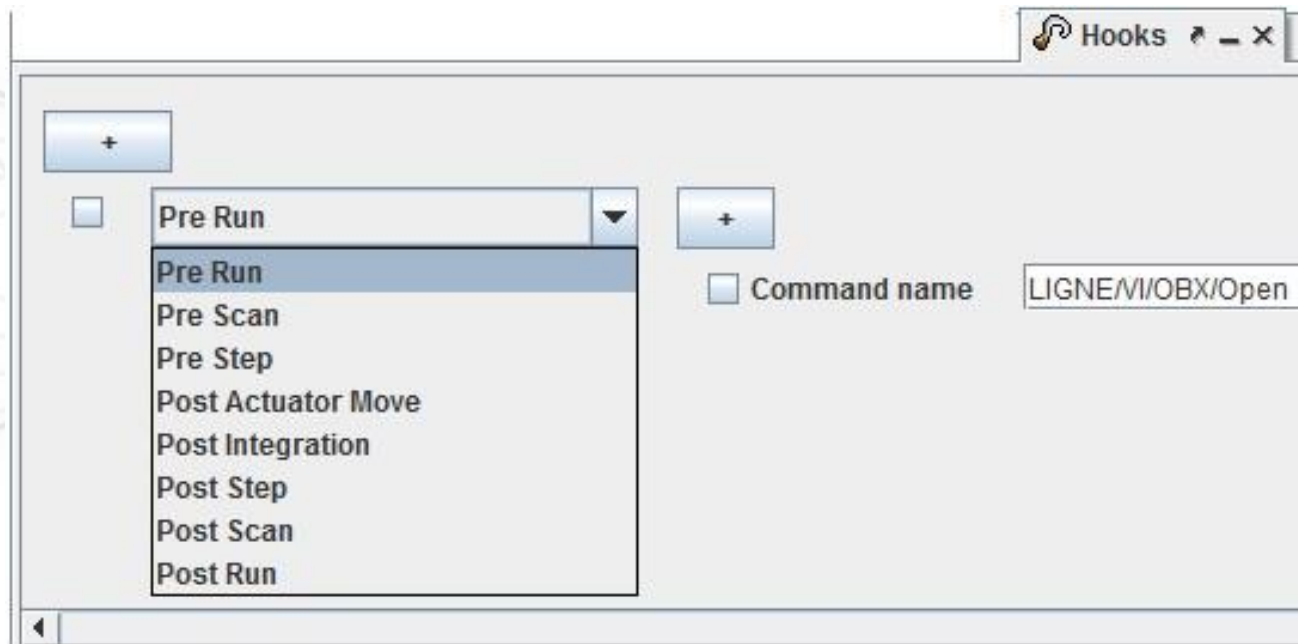 Hooks
+
Pre Run
+
Pre Run
Pre Scan
Command name LIGNE/VI/OBX/Open
Pre Step
Post Actuator Move
Post Integration
Post Step
Post Scan
Post Run